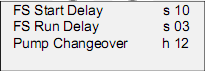 FS Start Delay s 10
FS Run Delay s 03
Pump Changeover h 12